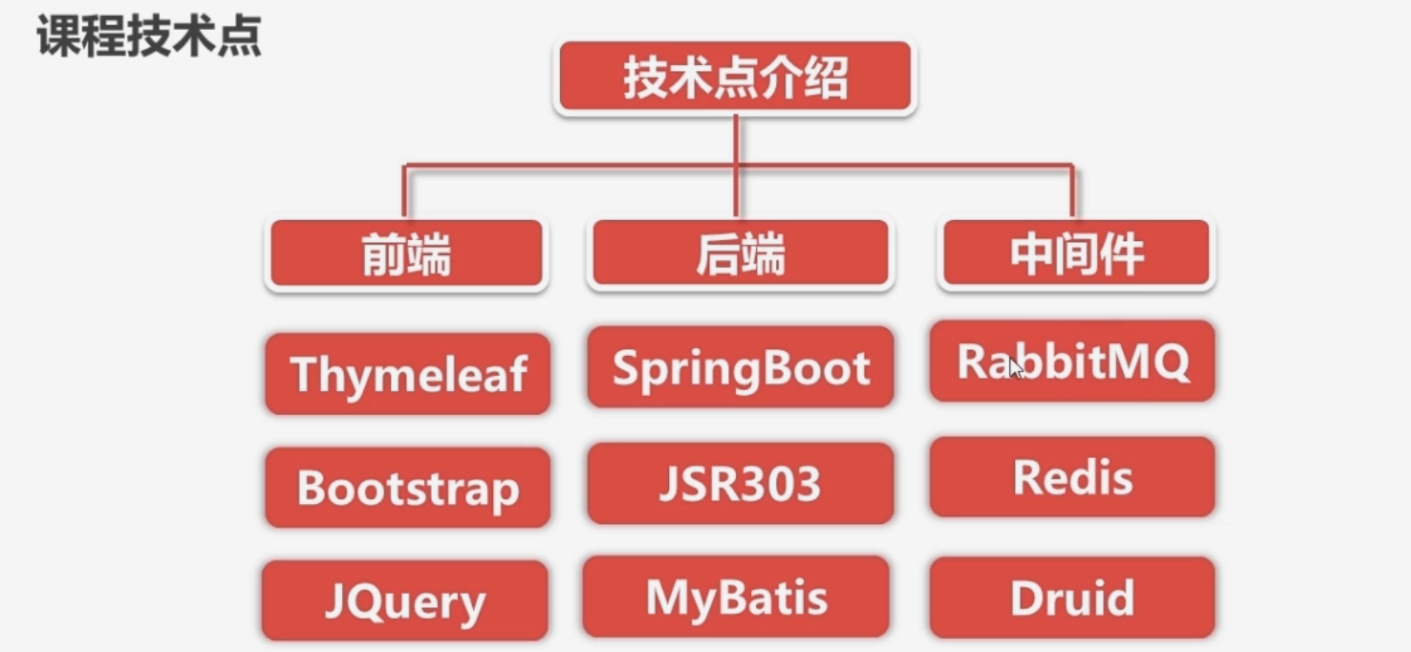 课程技术点
技术点介绍
前端
后端
中间件
Thymeleaf
SpringBoot
RabbitMQ
Bootstrap
JSR303
Redis
JQuery
MyBatis
Druid